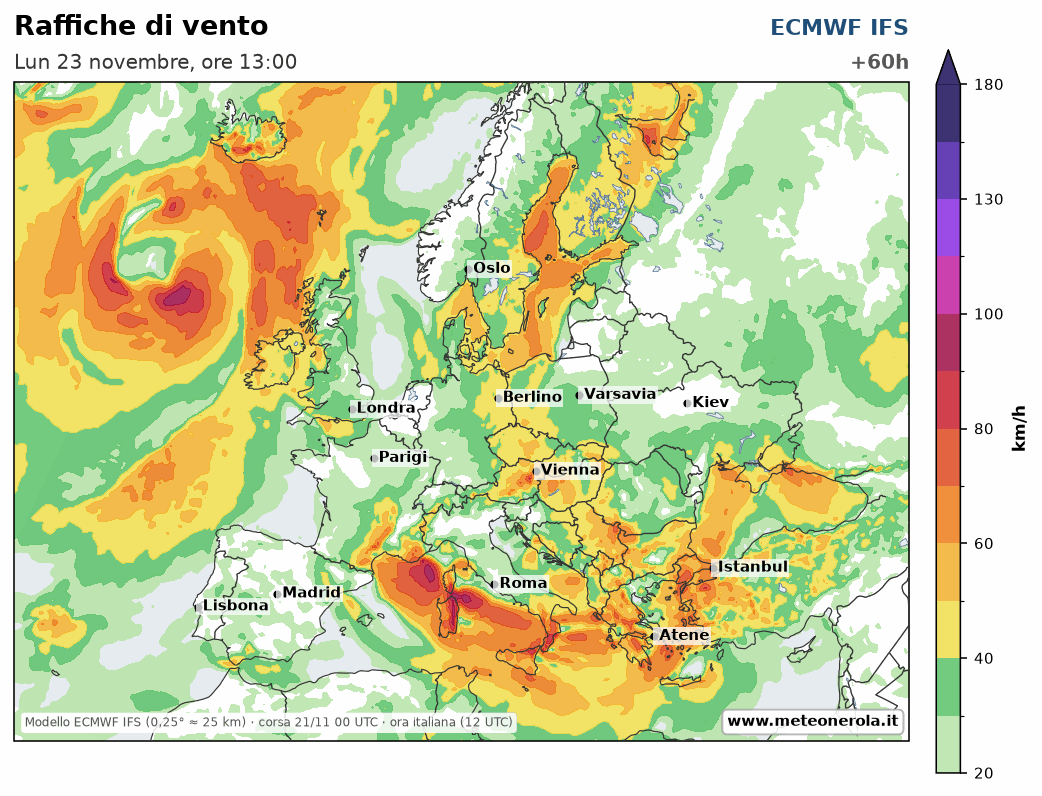 Raffiche di vento
ECMWF IFS
Lun 23 novembre, ore 13:00
+60h
180
130
100
80
60
40
20
km/h
Oslo
Berlino
Varsavia
Kiev
Londra
Parigi
Vienna
Istanbul
Roma
Madrid
Lisbona
Atene
Modello ECMWF IFS (0,25° ≈ 25 km) · corsa 21/11 00 UTC · ora italiana (12 UTC)
www.meteonerola.it